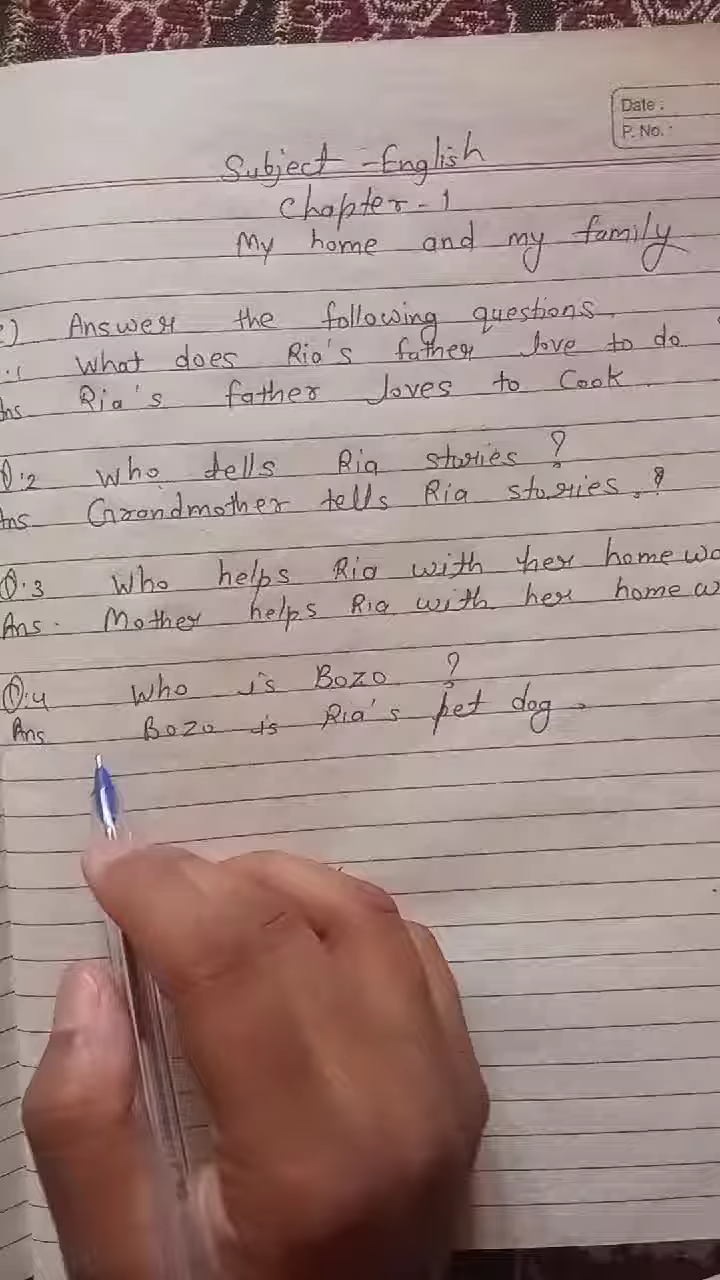 Date :
P. No. :
Subject - English
Chapter - 1
My home and my family
) Answer the following questions.
.1 What does Ria's father love to do
ns Ria's father loves to Cook.
Q.2 Who tells Ria stories ?
Ans Grandmother tells Ria stories. ?
Q.3 Who helps Ria with her home wo
Ans. Mother helps Ria with her home w
Q.4 Who is Bozo ?
Ans Bozo is Ria's pet dog.